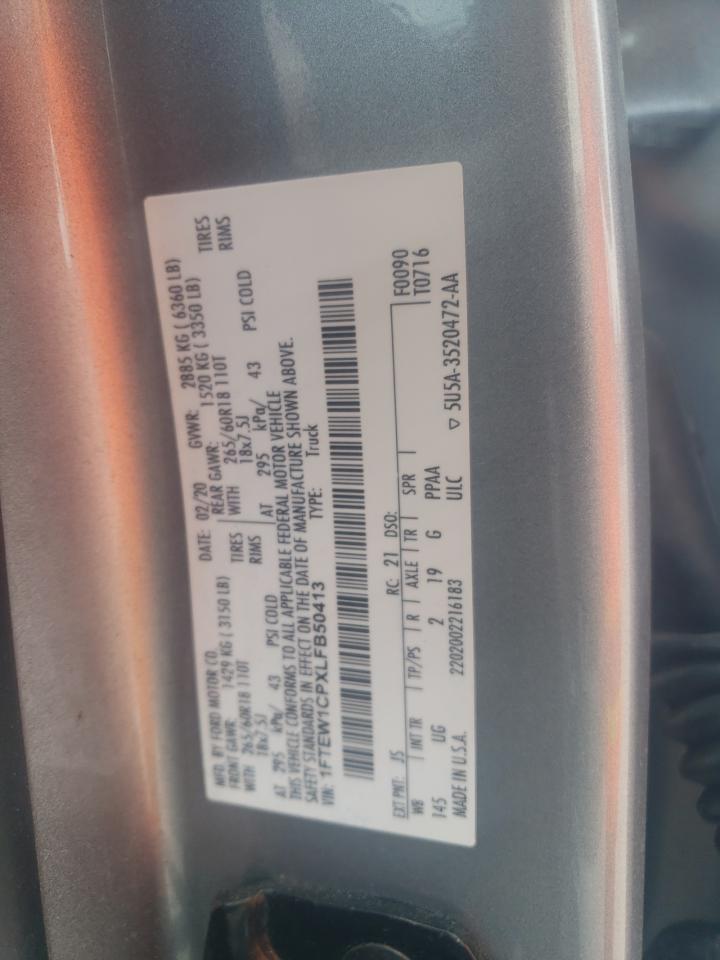 MFD. BY FORD MOTOR CO.
DATE: 02/20 GVWR: 2885 KG ( 6360 LB)
FRONT GAWR: 1429 KG ( 3150 LB) REAR GAWR: 1520 KG ( 3350 LB)
WITH 265/60R18 110T TIRES WITH 265/60R18 110T TIRES
18x7.5J RIMS 18x7.5J RIMS
AT 295 kPa/ 43 PSI COLD AT 295 kPa/ 43 PSI COLD
THIS VEHICLE CONFORMS TO ALL APPLICABLE FEDERAL MOTOR VEHICLE
SAFETY STANDARDS IN EFFECT ON THE DATE OF MANUFACTURE SHOWN ABOVE.
VIN: 1FTEW1CPXLFB50413 TYPE: Truck
EXT PNT: JS RC: 21 DSO: F0090
WB INT TR TP/PS R AXLE TR SPR T0716
145 UG 2 19 G PPAA
MADE IN U.S.A. 2202002216183 ULC ▽ 5U5A-3520472-AA